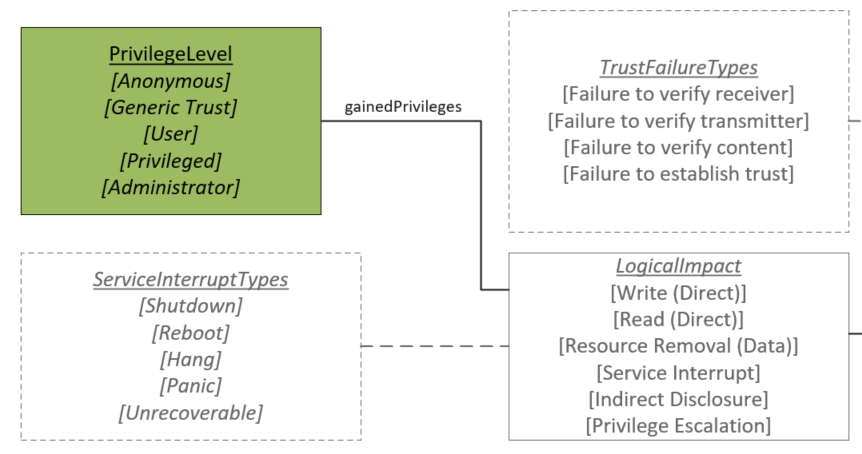 PrivilegeLevel
[Anonymous]
[Generic Trust]
[User]
[Privileged]
[Administrator]
gainedPrivileges
TrustFailureTypes
[Failure to verify receiver]
[Failure to verify transmitter]
[Failure to verify content]
[Failure to establish trust]
ServiceInterruptTypes
[Shutdown]
[Reboot]
[Hang]
[Panic]
[Unrecoverable]
LogicalImpact
[Write (Direct)]
[Read (Direct)]
[Resource Removal (Data)]
[Service Interrupt]
[Indirect Disclosure]
[Privilege Escalation]